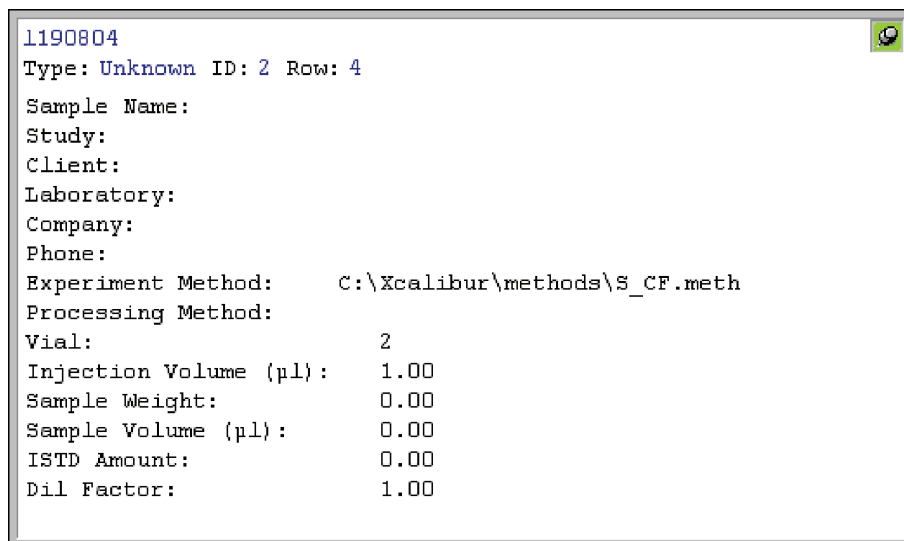 l190804
Type: Unknown ID: 2 Row: 4
Sample Name:
Study:
Client:
Laboratory:
Company:
Phone:
Experiment Method: C:\Xcalibur\methods\S_CF.meth
Processing Method:
Vial: 2
Injection Volume (µl): 1.00
Sample Weight: 0.00
Sample Volume (µl): 0.00
ISTD Amount: 0.00
Dil Factor: 1.00